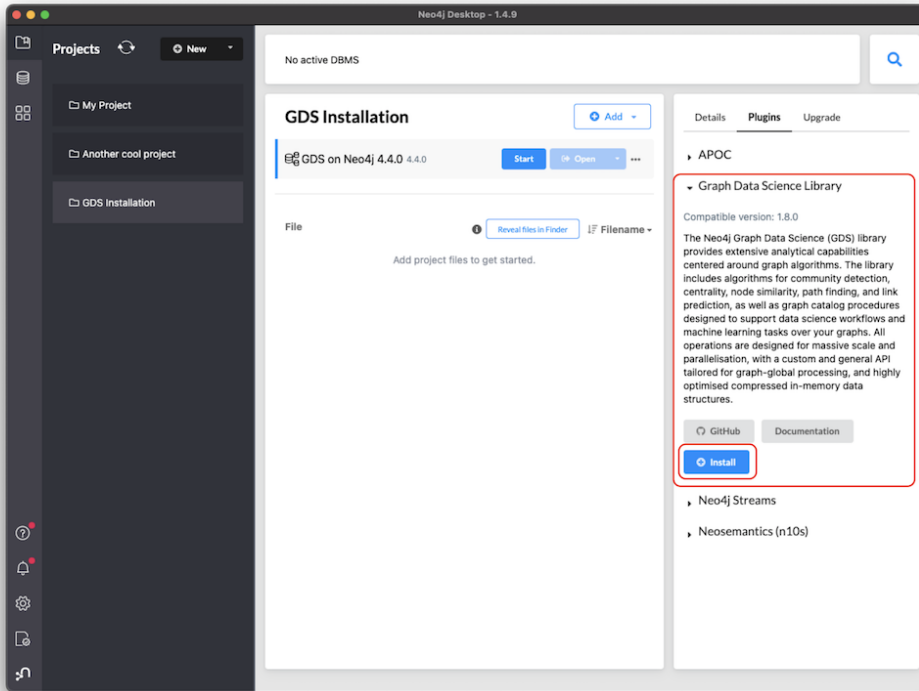 Neo4j Desktop - 1.4.9
Projects
New
My Project
Another cool project
GDS Installation
No active DBMS
GDS Installation
Add
GDS on Neo4j 4.4.0 4.4.0
Start
Open
File
Reveal files in Finder
Filename
Add project files to get started.
Details Plugins Upgrade
APOC
Graph Data Science Library
Compatible version: 1.8.0
The Neo4j Graph Data Science (GDS) library
provides extensive analytical capabilities
centered around graph algorithms. The library
includes algorithms for community detection,
centrality, node similarity, path finding, and link
prediction, as well as graph catalog procedures
designed to support data science workflows and
machine learning tasks over your graphs. All
operations are designed for massive scale and
parallelisation, with a custom and general API
tailored for graph-global processing, and highly
optimised compressed in-memory data
structures.
GitHub
Documentation
Install
Neo4j Streams
Neosemantics (n10s)